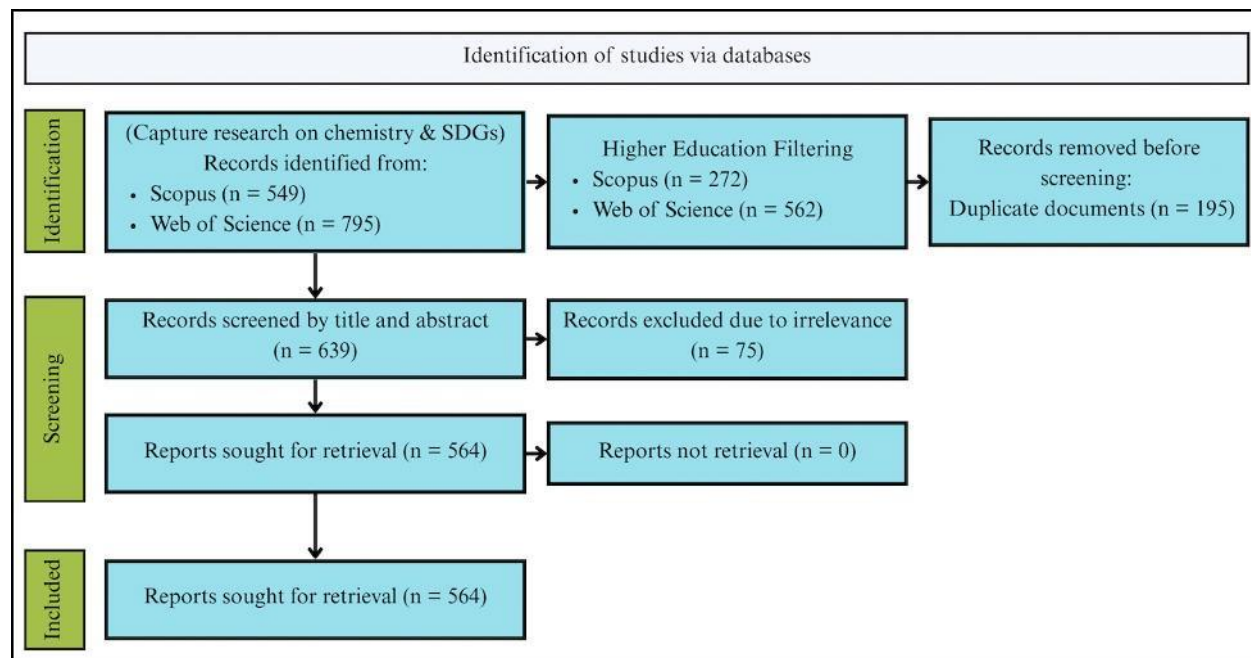 Identification of studies via databases
Identification
(Capture research on chemistry & SDGs)
Records identified from:
• Scopus (n = 549)
• Web of Science (n = 795)
Higher Education Filtering
• Scopus (n = 272)
• Web of Science (n = 562)
Records removed before
screening:
Duplicate documents (n = 195)
Screening
Records screened by title and abstract
(n = 639)
Records excluded due to irrelevance
(n = 75)
Reports sought for retrieval (n = 564)
Reports not retrieval (n = 0)
Included
Reports sought for retrieval (n = 564)